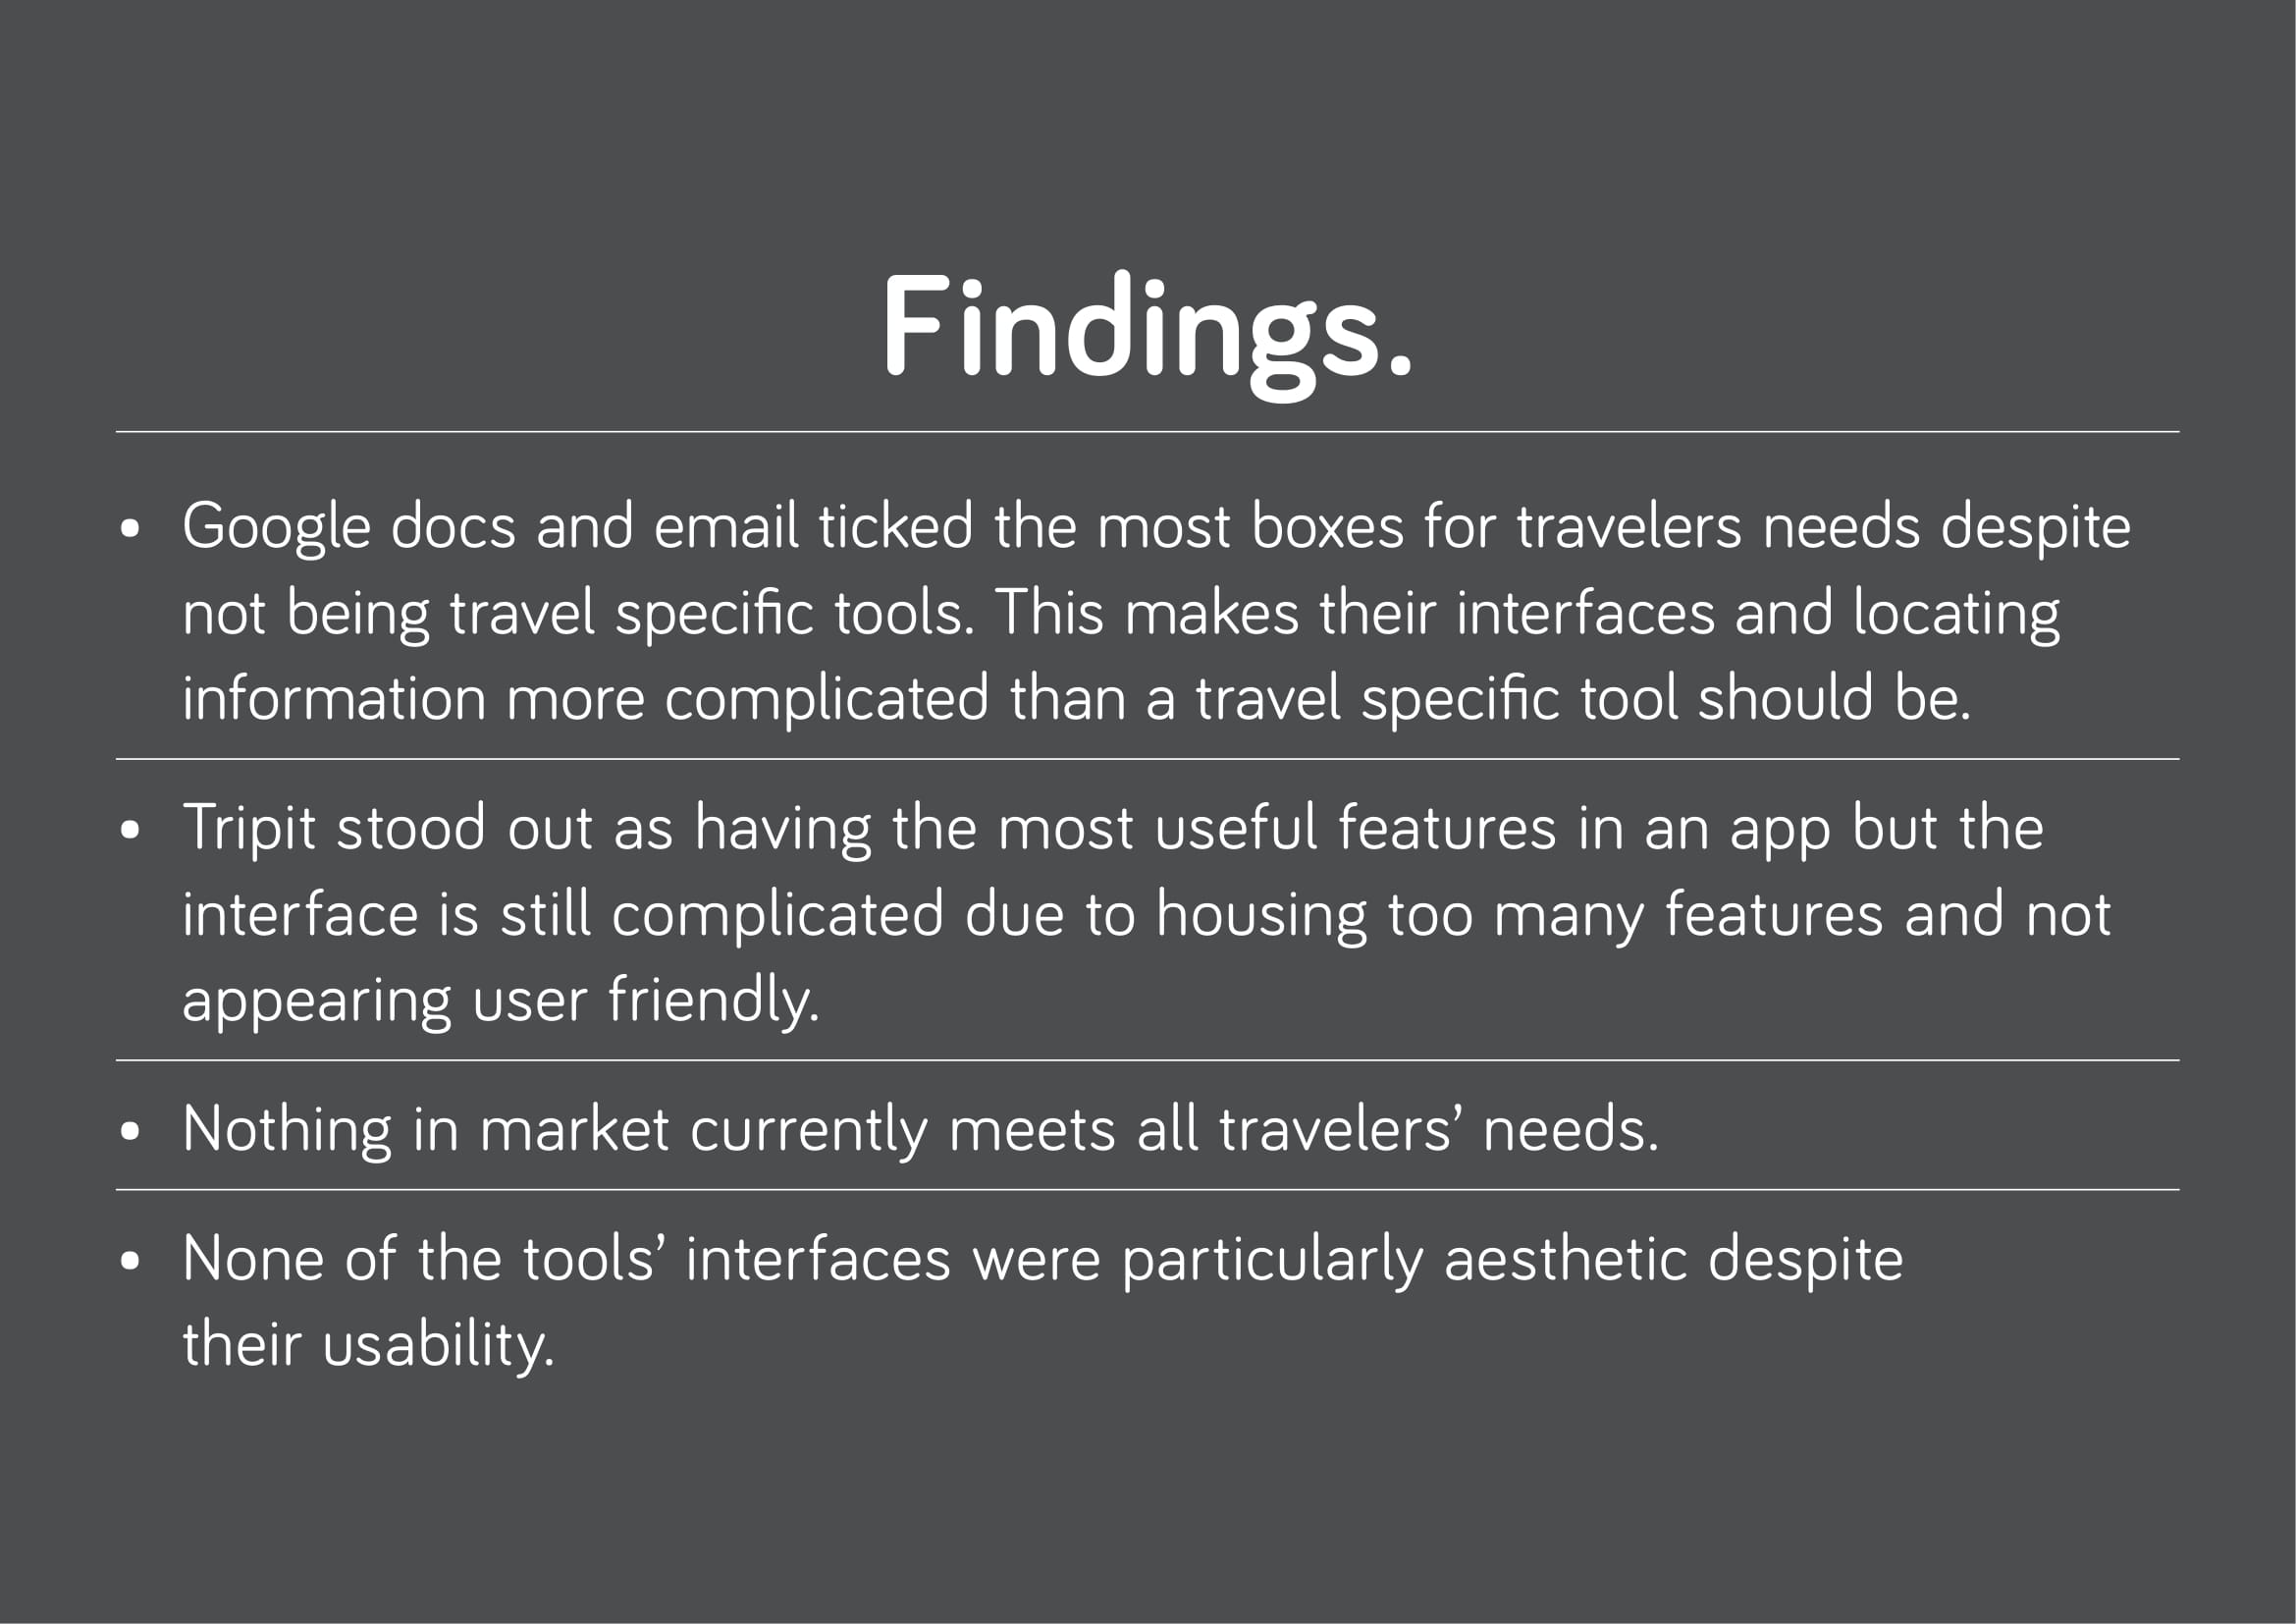 Findings.
• Google docs and email ticked the most boxes for travelers needs despite
not being travel specific tools. This makes their interfaces and locating
information more complicated than a travel specific tool should be.
• Tripit stood out as having the most useful features in an app but the
interface is still complicated due to housing too many features and not
appearing user friendly.
• Nothing in market currenlty meets all travelers’ needs.
• None of the tools’ interfaces were particulary aesthetic despite
their usability.